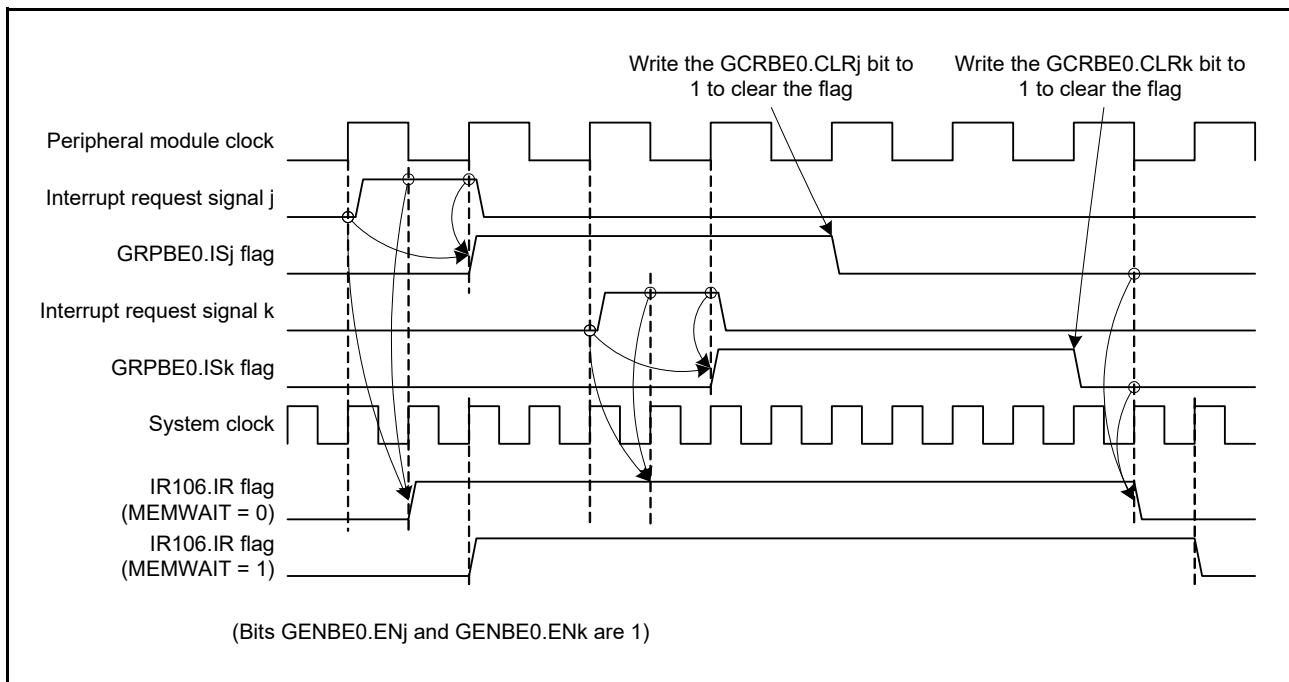 Write the GCRBE0.CLRj bit to
1 to clear the flag
Write the GCRBE0.CLRk bit to
1 to clear the flag
Peripheral module clock
Interrupt request signal j
GRPBE0.ISj flag
Interrupt request signal k
GRPBE0.ISk flag
System clock
IR106.IR flag
(MEMWAIT = 0)
IR106.IR flag
(MEMWAIT = 1)
(Bits GENBE0.ENj and GENBE0.ENk are 1)